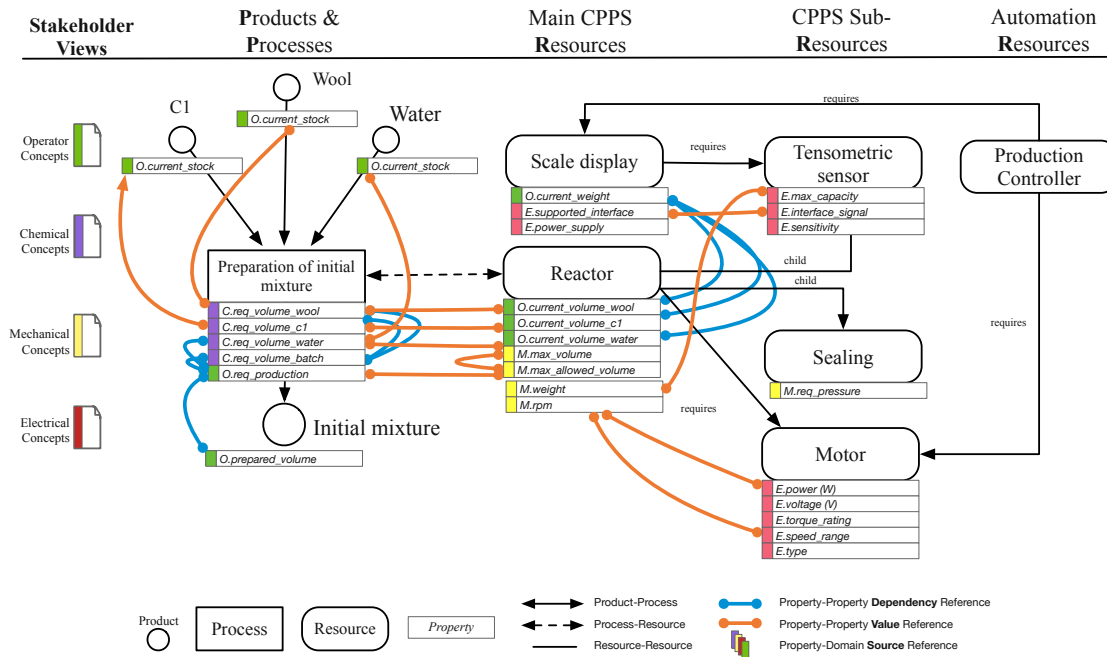 Stakeholder
Views
Products &
Processes
Main CPPS
Resources
CPPS Sub-
Resources
Automation
Resources
Operator
Concepts
Chemical
Concepts
Mechanical
Concepts
Electrical
Concepts
Wool
O.current_stock
C1
O.current_stock
Water
O.current_stock
Preparation of initial
mixture
C.req_volume_wool
C.req_volume_c1
C.req_volume_water
C.req_volume_batch
O.req_production
Initial mixture
O.prepared_volume
Scale display
O.current_weight
E.supported_interface
E.power_supply
Reactor
O.current_volume_wool
O.current_volume_c1
O.current_volume_water
M.max_volume
M.max_allowed_volume
M.weight
M.rpm
requires
requires
requires
requires
child
child
Tensometric
sensor
E.max_capacity
E.interface_signal
E.sensitivity
Sealing
M.req_pressure
Motor
E.power (W)
E.voltage (V)
E.torque_rating
E.speed_range
E.type
Production
Controller
Product
Process
Resource
Property
Product-Process
Process-Resource
Resource-Resource
Property-Property Dependency Reference
Property-Property Value Reference
Property-Domain Source Reference